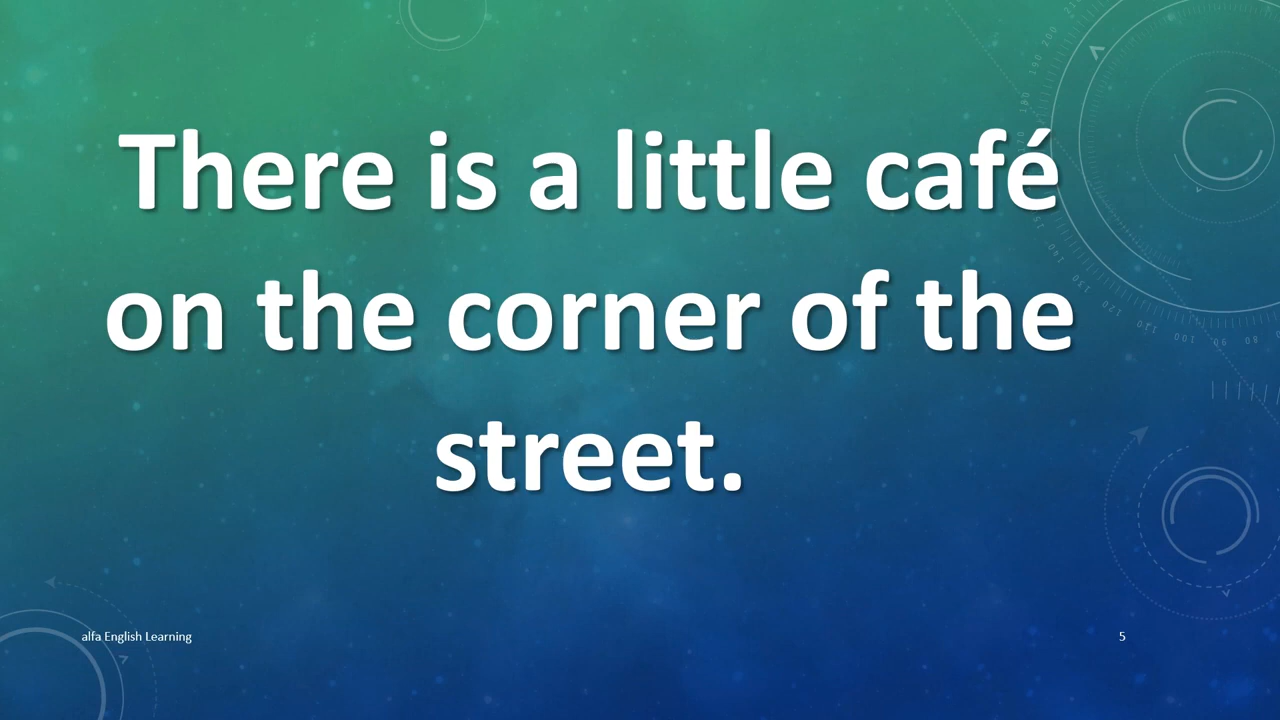 There is a little café
on the corner of the
street.
alfa English Learning
5